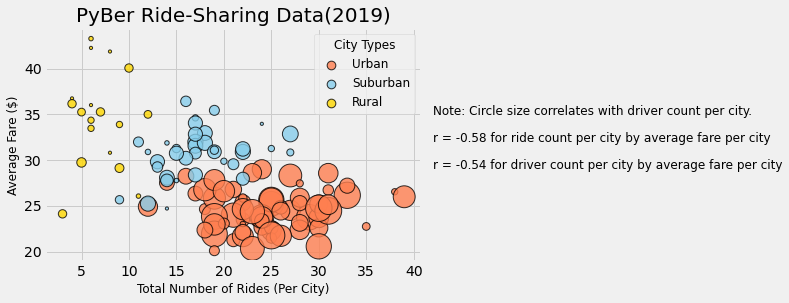 PyBer Ride-Sharing Data(2019)
City Types
Urban
Suburban
Rural
40
35
30
25
20
Average Fare ($)
5 10 15 20 25 30 35 40
Total Number of Rides (Per City)
Note: Circle size correlates with driver count per city.
r = -0.58 for ride count per city by average fare per city
r = -0.54 for driver count per city by average fare per city